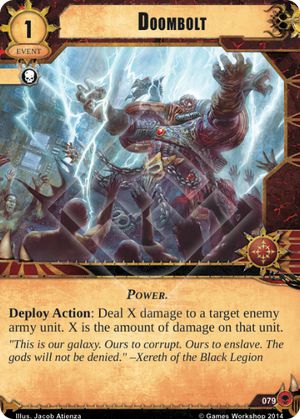 Doombolt
1
EVENT
Power.
Deploy Action: Deal X damage to a target enemy
army unit. X is the amount of damage on that unit.
"This is our galaxy. Ours to corrupt. Ours to enslave. The
gods will not be denied." –Xereth of the Black Legion
079
Illus. Jacob Atienza
© Games Workshop 2014